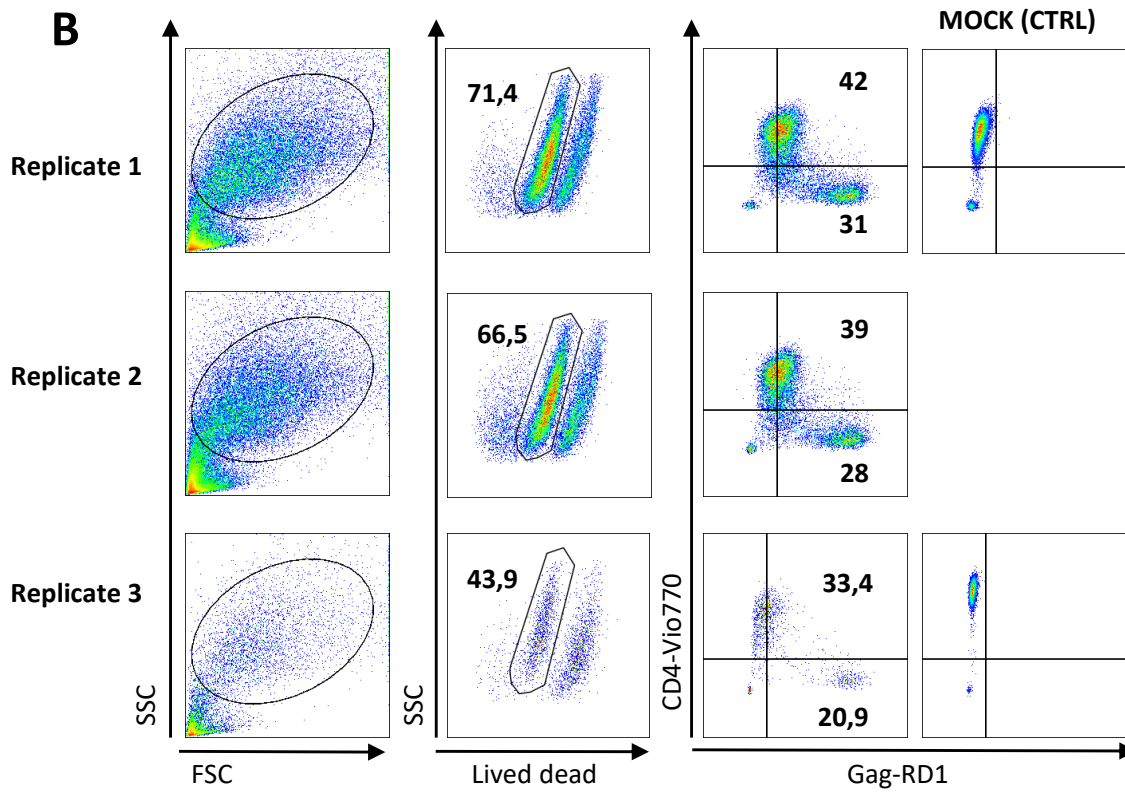 B
MOCK (CTRL)
Replicate 1
71,4
42
31
Replicate 2
66,5
39
28
Replicate 3
43,9
33,4
20,9
SSC
SSC
CD4-Vio770
FSC
Lived dead
Gag-RD1